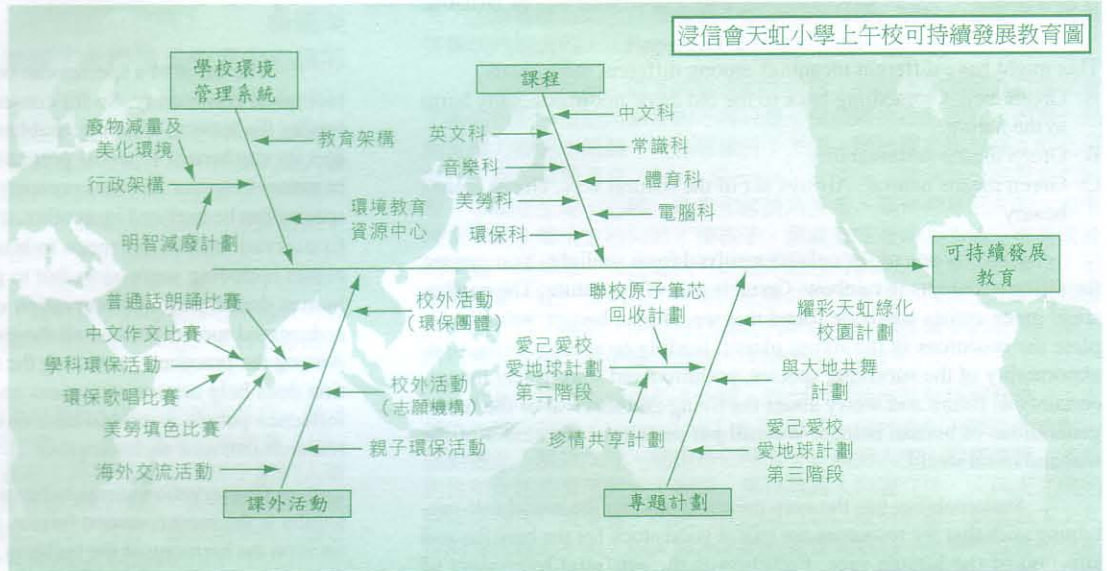 浸信會天虹小學上午校可持續發展教育圖
學校環境
管理系統
課程
廢物減量及
美化環境
教育架構
行政架構
環境教育
資源中心
明智減廢計劃
中文科
英文科
常識科
音樂科
體育科
美勞科
電腦科
環保科
可持續發展
教育
普通話朗誦比賽
中文作文比賽
學科環保活動
環保歌唱比賽
美勞填色比賽
海外交流活動
校外活動
（環保團體）
校外活動
（志願機構）
親子環保活動
課外活動
聯校原子筆芯
回收計劃
愛己愛校
愛地球計劃
第二階段
珍惜共享計劃
耀彩天虹綠化
校園計劃
與大地共舞
計劃
愛己愛校
愛地球計劃
第三階段
專題計劃